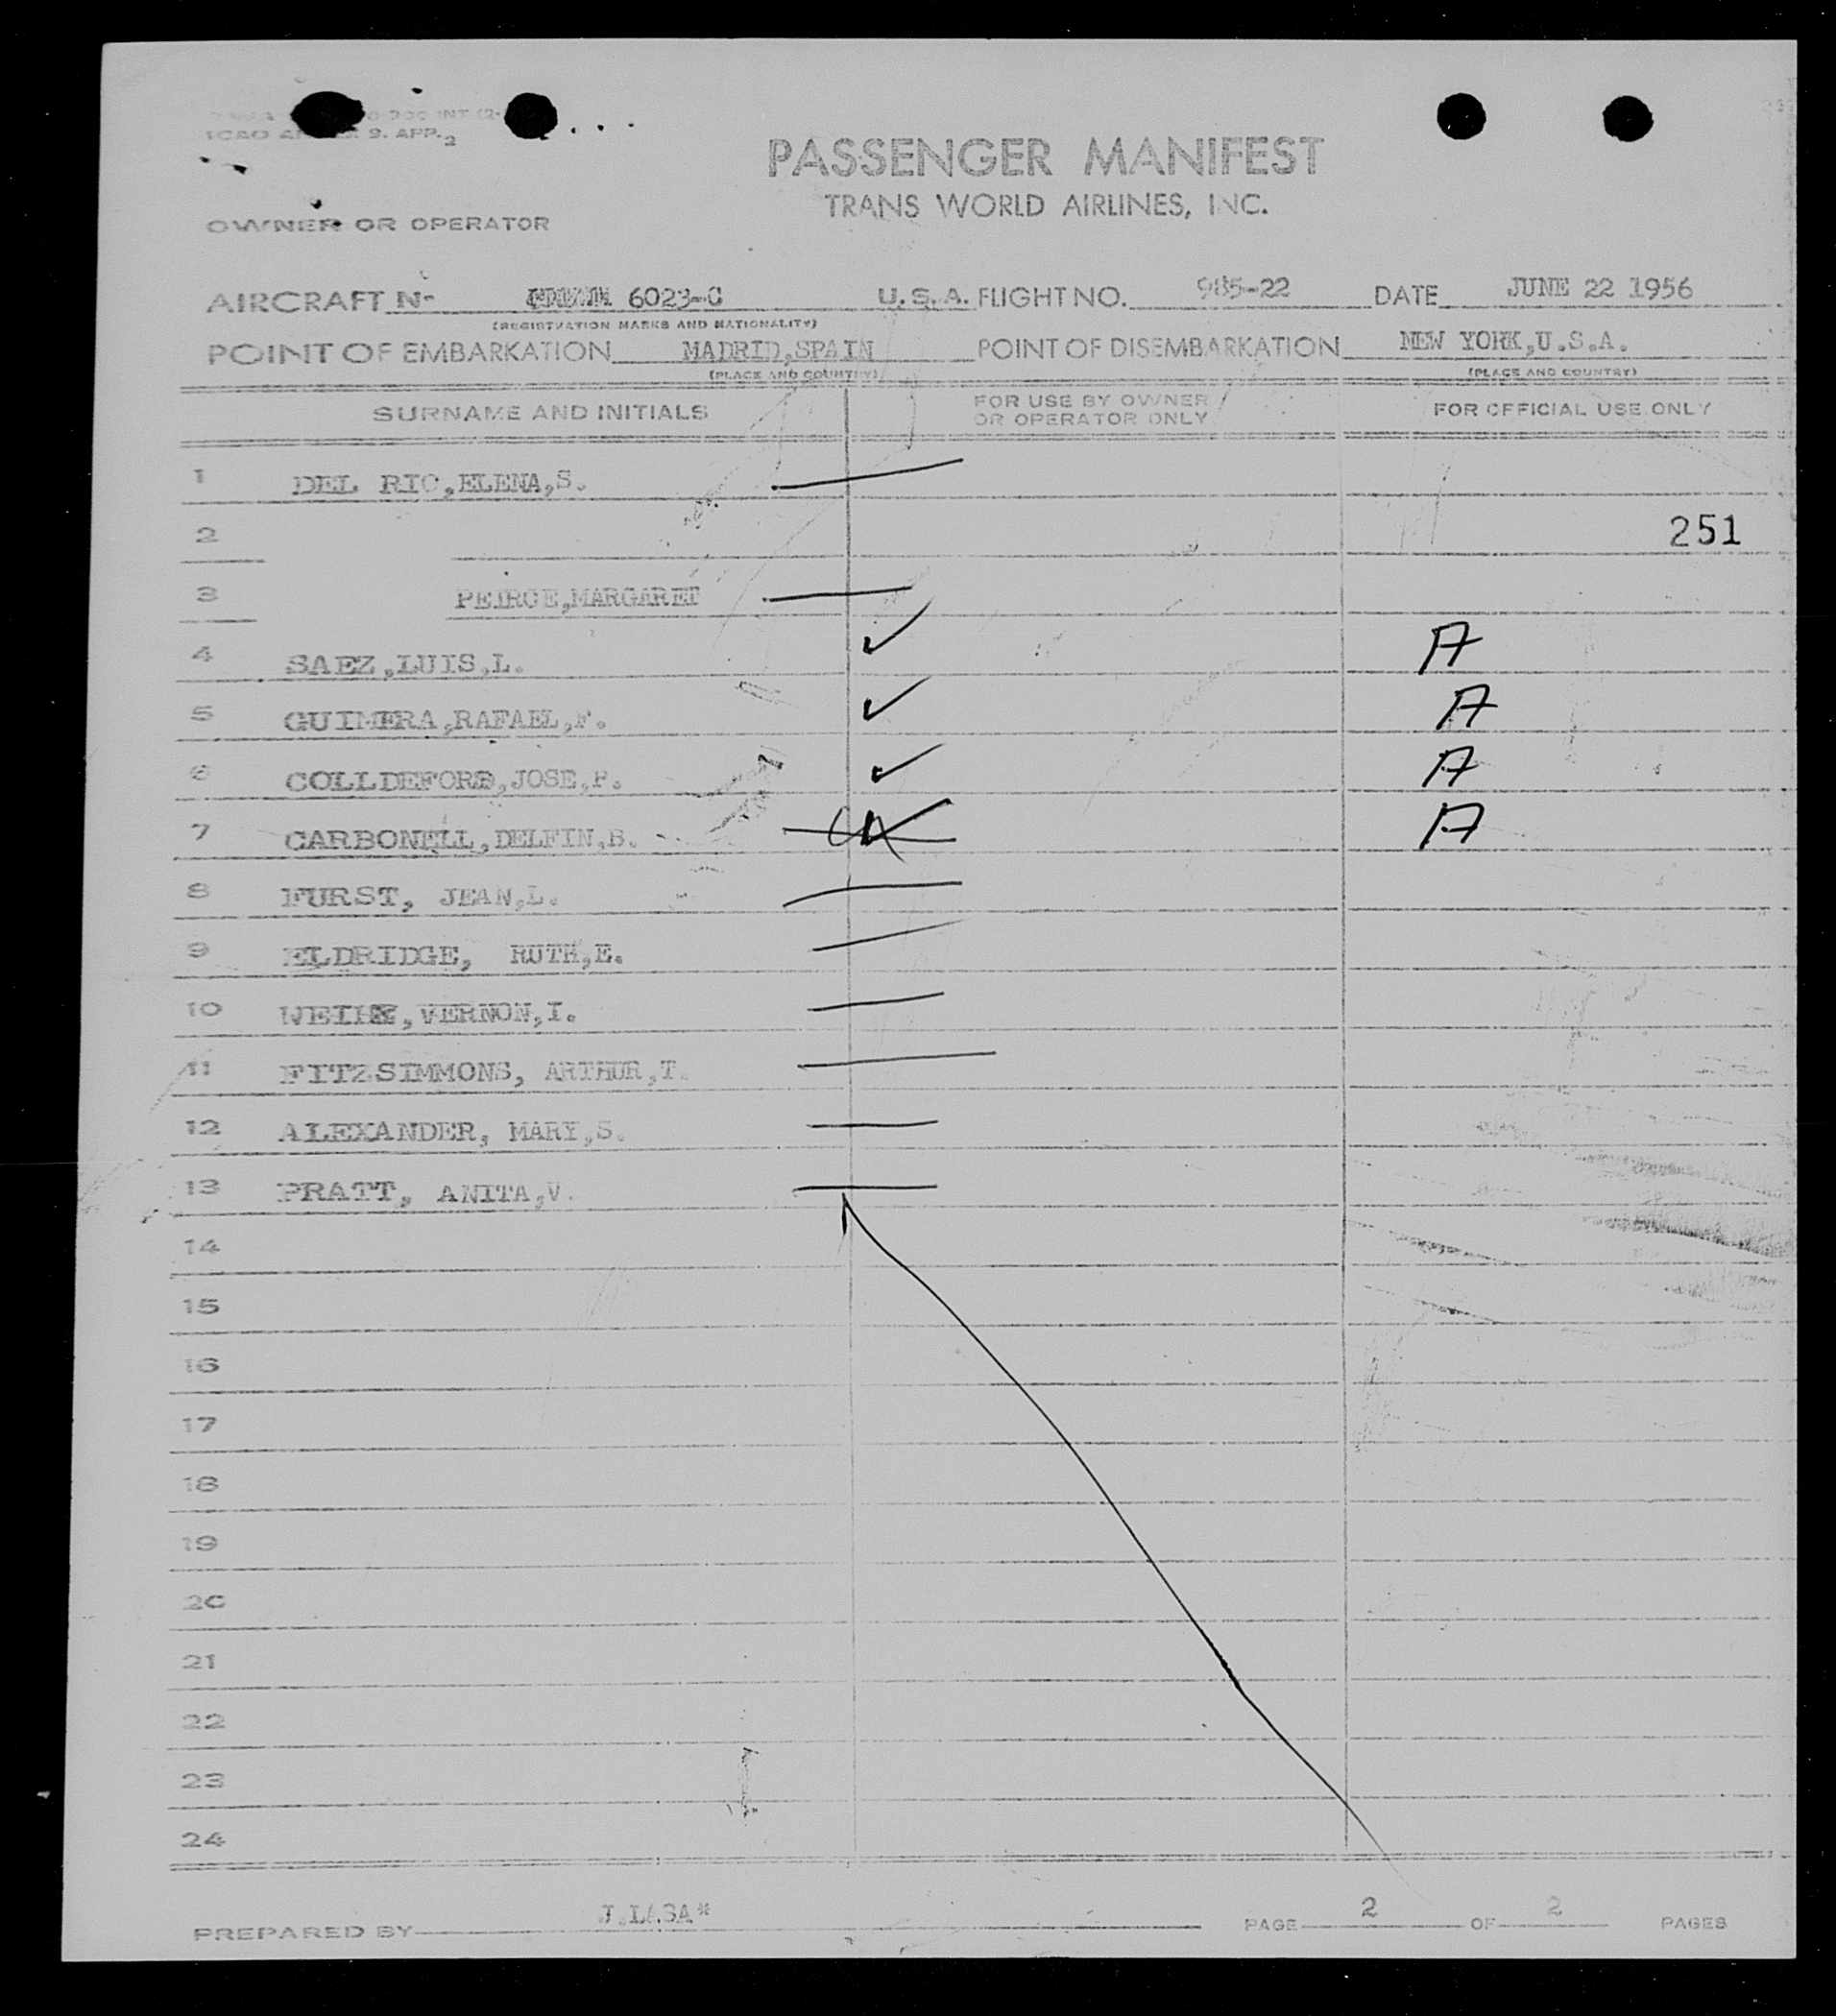 ICAO 9. APP. 2
PASSENGER MANIFEST
TRANS WORLD AIRLINES, INC.
OWNER OR OPERATOR
AIRCRAFT N- 6023-C U.S.A. FLIGHT NO. 985-22 DATE JUNE 22 1956
(REGISTRATION MARKS AND NATIONALITY)
POINT OF EMBARKATION MADRID,SPAIN POINT OF DISEMBARKATION NEW YORK,U.S.A.
(PLACE AND COUNTRY) (PLACE AND COUNTRY)
SURNAME AND INITIALS FOR USE BY OWNER OR OPERATOR ONLY FOR OFFICIAL USE ONLY
1 DEL RIO,ELENA,S.
2 251
3 PEIRCE,MARGARET
4 SAEZ,LUIS,L. ✓ A
5 GUIMERA,RAFAEL,F. ✓ A
6 COLLDEFORD,JOSE,P. ✓ A
7 CARBONELL,DELFIN,B. A
8 FURST, JEAN,L.
9 ELDRIDGE, RUTH,E.
10 VERNON,I.
11 FITZSIMMONS, ARTHUR,T.
12 ALEXANDER, MARY,S.
13 PRATT, ANITA,V.
14
15
16
17
18
19
20
21
22
23
24
PREPARED BY J.LASA* PAGE 2 OF 2 PAGES